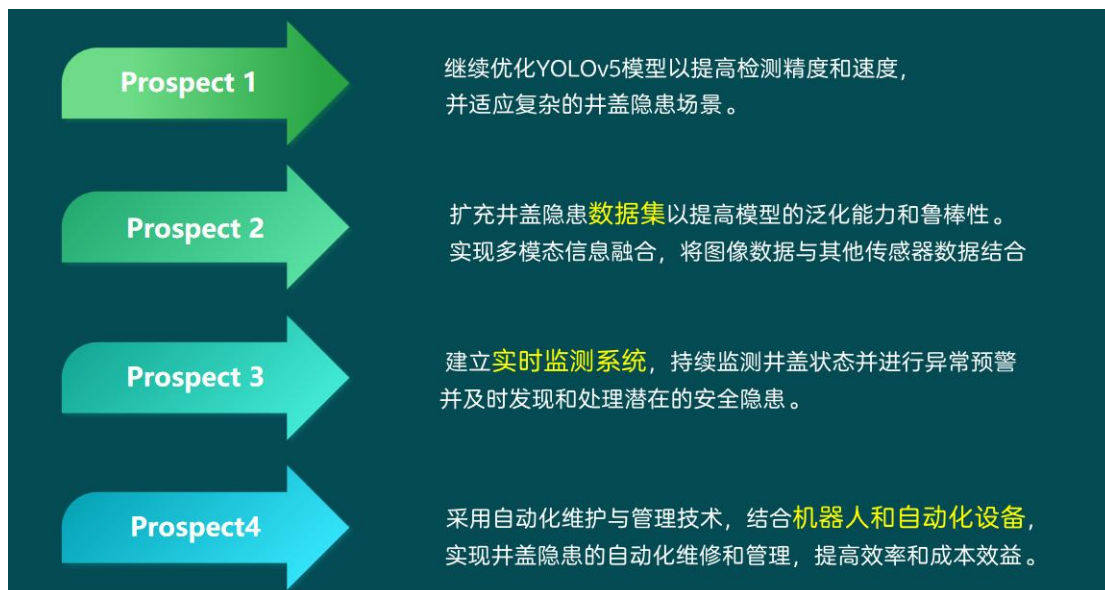 Prospect 1
继续优化YOLOv5模型以提高检测精度和速度，
并适应复杂的井盖隐患场景。
Prospect 2
扩充井盖隐患数据集以提高模型的泛化能力和鲁棒性。
实现多模态信息融合，将图像数据与其他传感器数据结合
Prospect 3
建立实时监测系统，持续监测井盖状态并进行异常预警
并及时发现和处理潜在的安全隐患。
Prospect4
采用自动化维护与管理技术，结合机器人和自动化设备，
实现井盖隐患的自动化维修和管理，提高效率和成本效益。